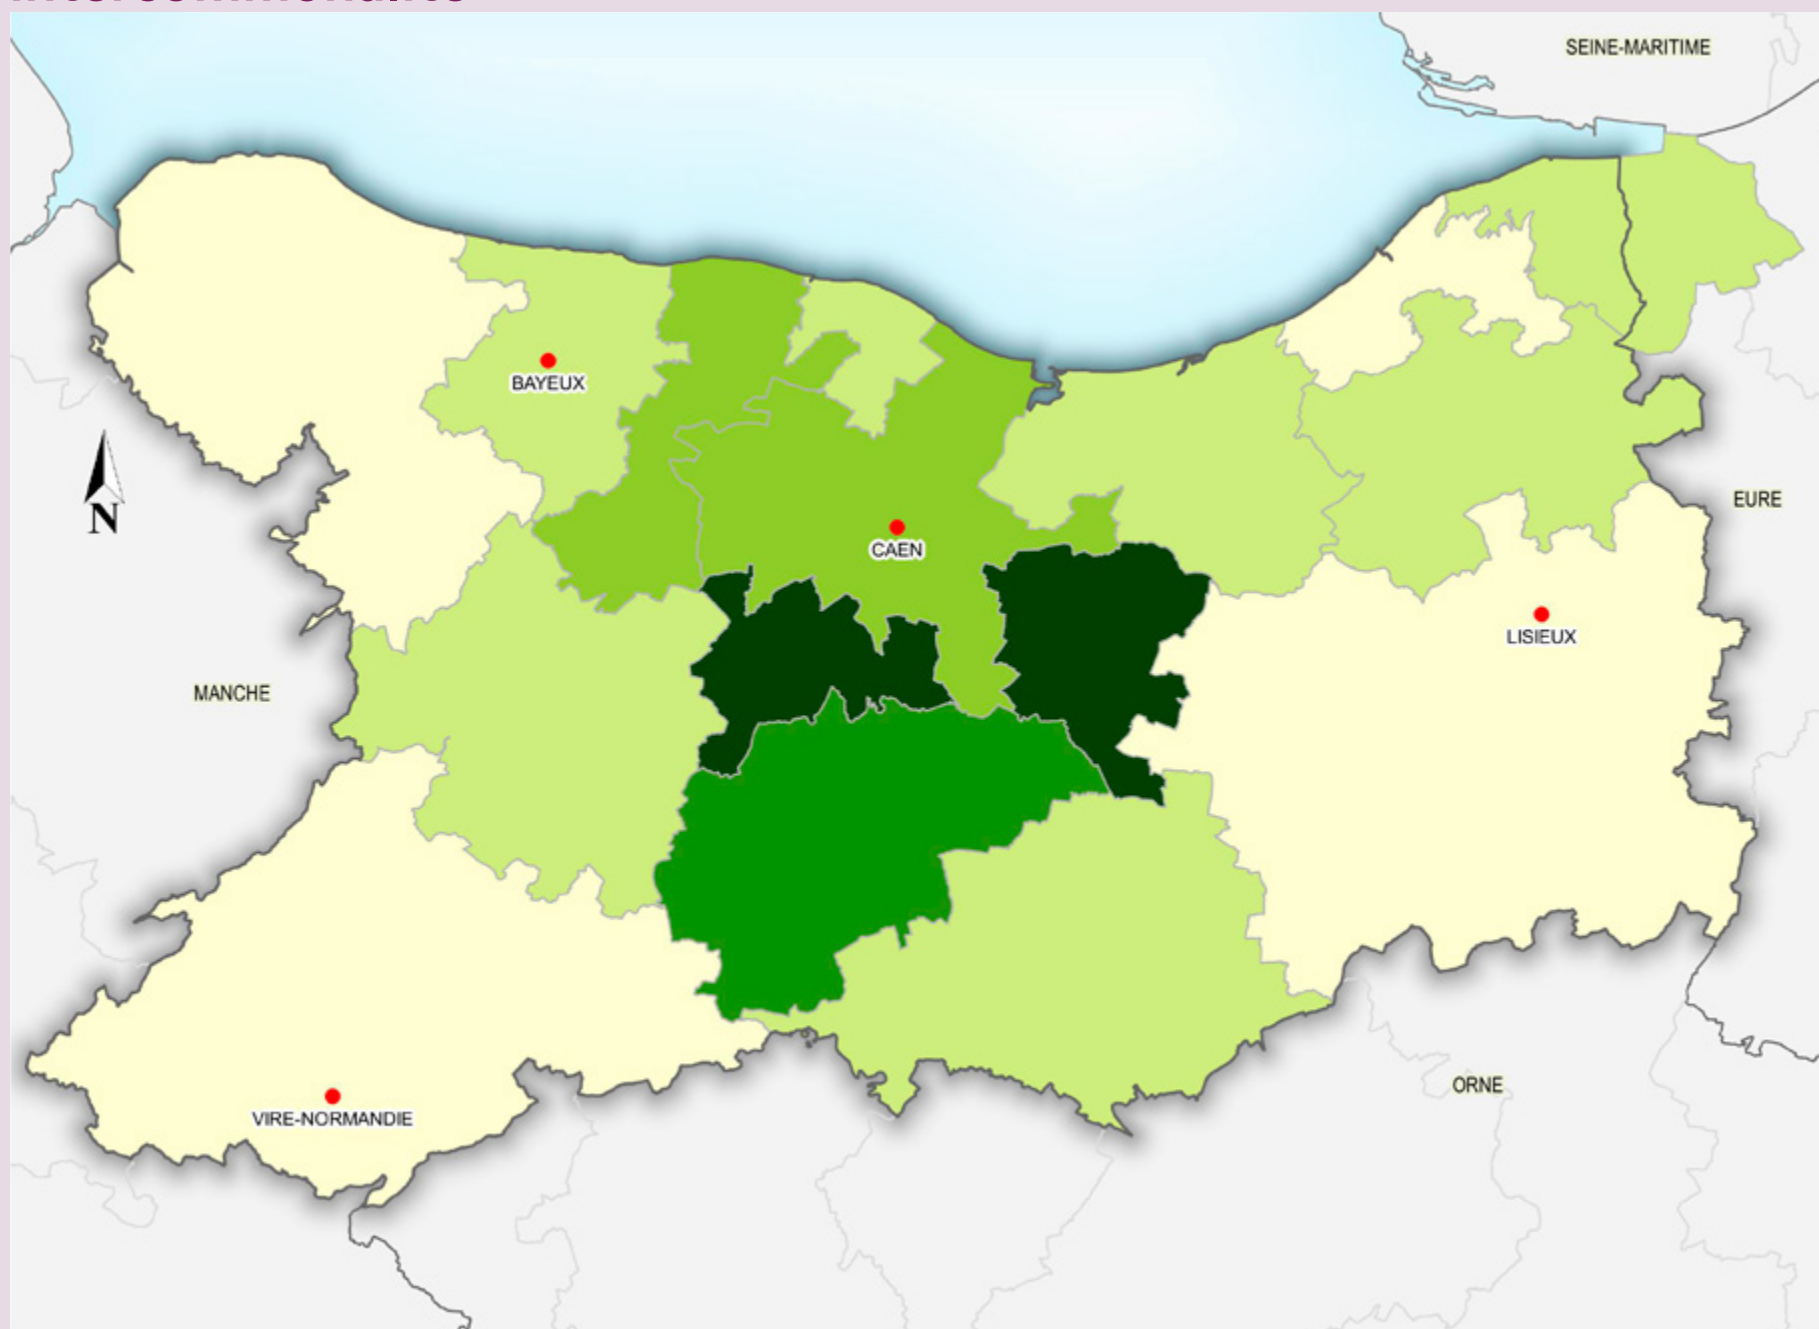 SEINE-MARITIME
BAYEUX
N
EURE
CAEN
LISIEUX
MANCHE
ORNE
VIRE-NORMANDIE